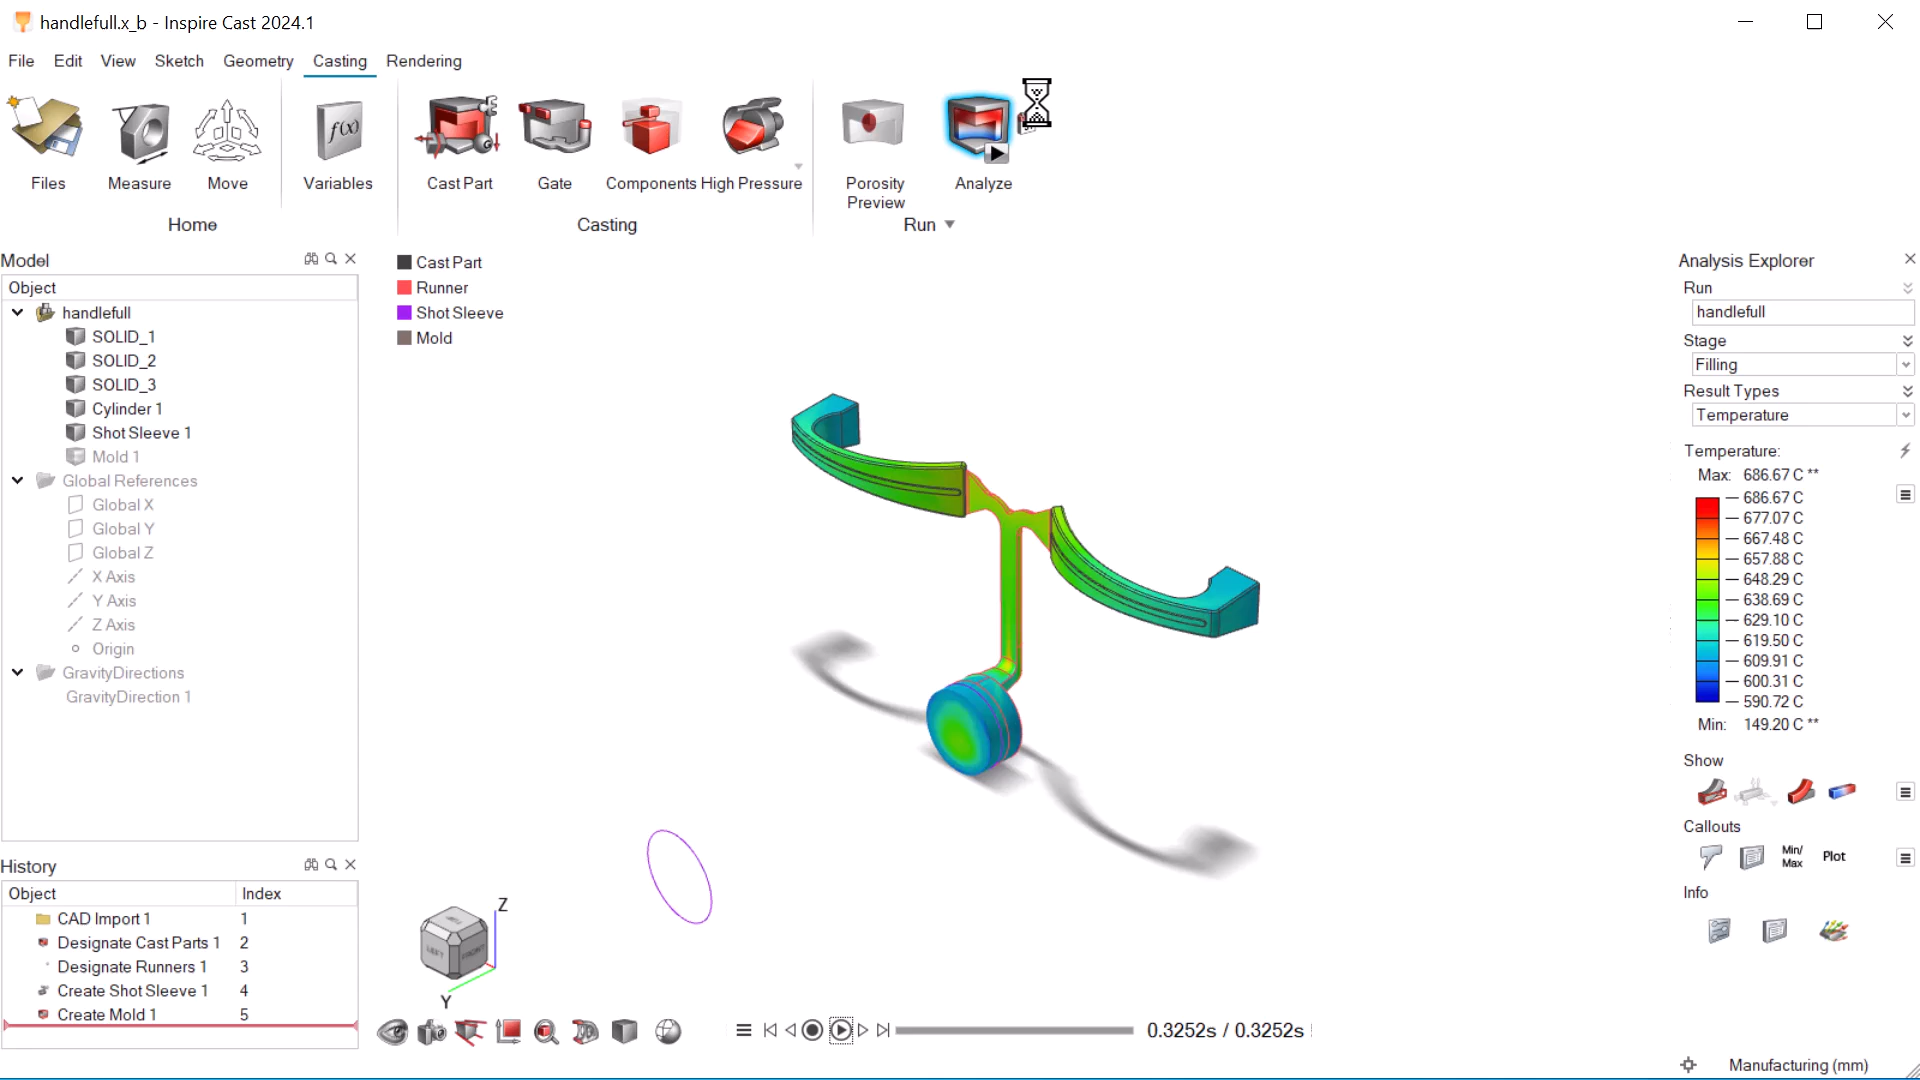 handlefull.x_b - Inspire Cast 2024.1
File Edit View Sketch Geometry Casting Rendering
Files Measure Move Variables Cast Part Gate Components High Pressure Porosity Preview Analyze
f(x)
Home Casting Run
Model
Object
handlefull
SOLID_1
SOLID_2
SOLID_3
Cylinder 1
Shot Sleeve 1
Mold 1
Global References
Global X
Global Y
Global Z
X Axis
Y Axis
Z Axis
Origin
GravityDirections
GravityDirection 1
History
Object Index
CAD Import 1 1
Designate Cast Parts 1 2
Designate Runners 1 3
Create Shot Sleeve 1 4
Create Mold 1 5
Cast Part
Runner
Shot Sleeve
Mold
Z
LEFT FRONT
Y
0.3252s / 0.3252s
Analysis Explorer
Run
handlefull
Stage
Filling
Result Types
Temperature
Temperature:
Max: 686.67 C **
686.67 C
677.07 C
667.48 C
657.88 C
648.29 C
638.69 C
629.10 C
619.50 C
609.91 C
600.31 C
590.72 C
Min: 149.20 C **
Show
Callouts
Min/
Max
Plot
Info
Manufacturing (mm)